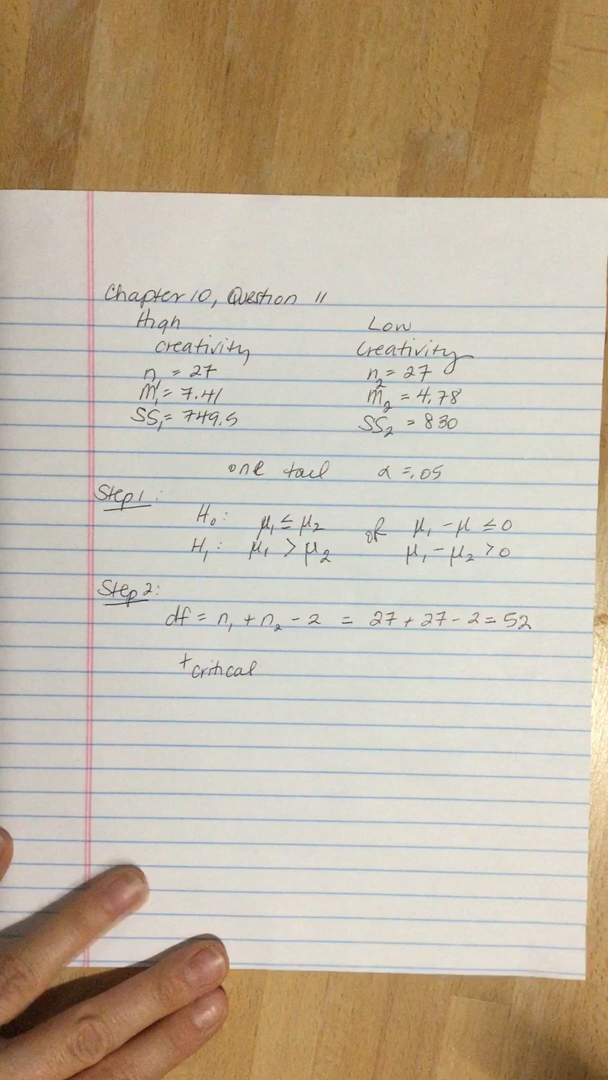 Chapter 10, Question 11
High Low
creativity Creativity
n₁ = 27 n₂ = 27
M₁ = 7.41 m₂ = 4.78
SS₁ = 749.5 SS₂ = 830
one tail α = .05
Step 1:
H₀: μ₁ ≤ μ₂ of μ₁ - μ ≤ 0
H₁: μ₁ > μ₂ μ₁ - μ₂ > 0
Step 2:
df = n₁ + n₂ - 2 = 27 + 27 - 2 = 52
t critical